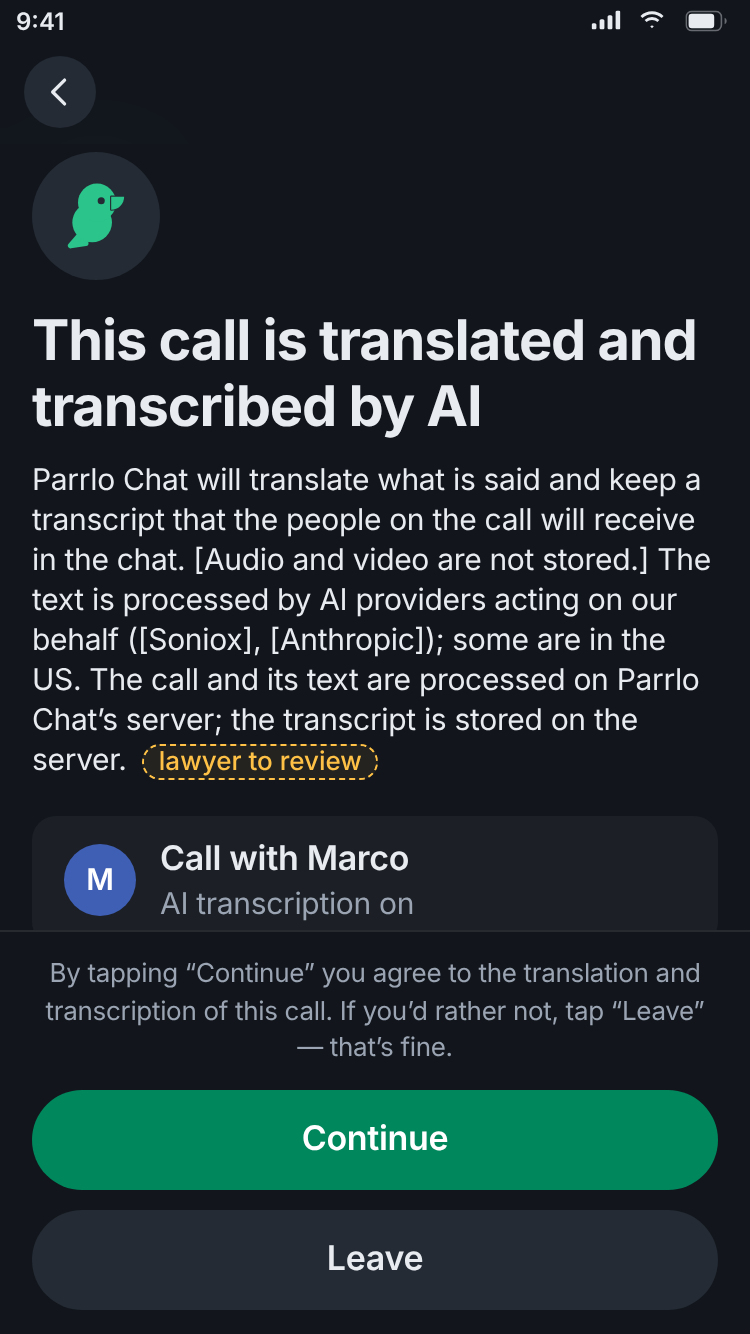 9:41
This call is translated and
transcribed by AI
Parrlo Chat will translate what is said and keep a
transcript that the people on the call will receive
in the chat. [Audio and video are not stored.] The
text is processed by AI providers acting on our
behalf ([Soniox], [Anthropic]); some are in the
US. The call and its text are processed on Parrlo
Chat’s server; the transcript is stored on the
server. lawyer to review
M
Call with Marco
AI transcription on
By tapping “Continue” you agree to the translation and
transcription of this call. If you’d rather not, tap “Leave”
— that’s fine.
Continue
Leave